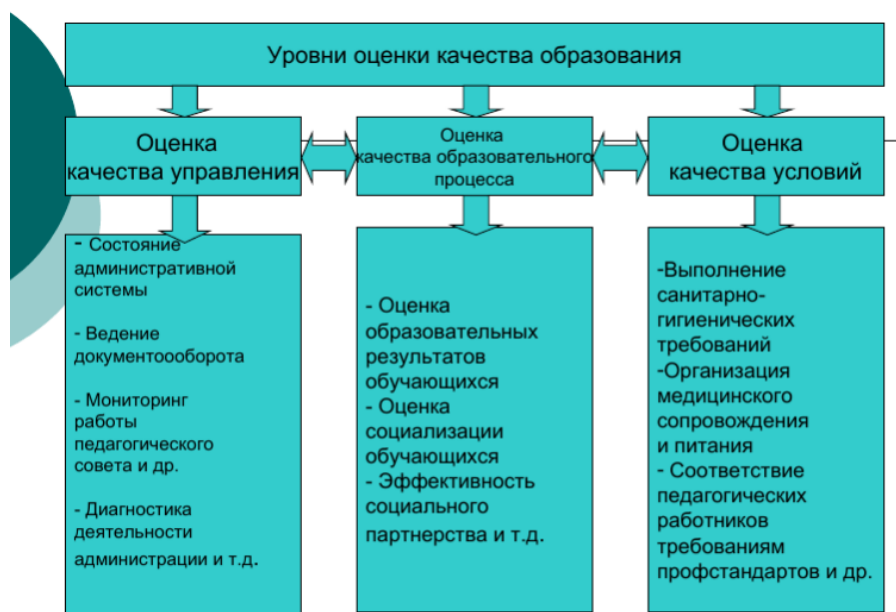 Уровни оценки качества образования
Оценка
качества управления
Оценка
качества образовательного
процесса
Оценка
качества условий
- Состояние
административной
системы
- Ведение
документоооборота
- Мониторинг
работы
педагогического
совета и др.
- Диагностика
деятельности
администрации и т.д.
- Оценка
образовательных
результатов
обучающихся
- Оценка
социализации
обучающихся
- Эффективность
социального
партнерства и т.д.
-Выполнение
санитарно-
гигиенических
требований
-Организация
медицинского
сопровождения
и питания
- Соответствие
педагогических
работников
требованиям
профстандартов и др.